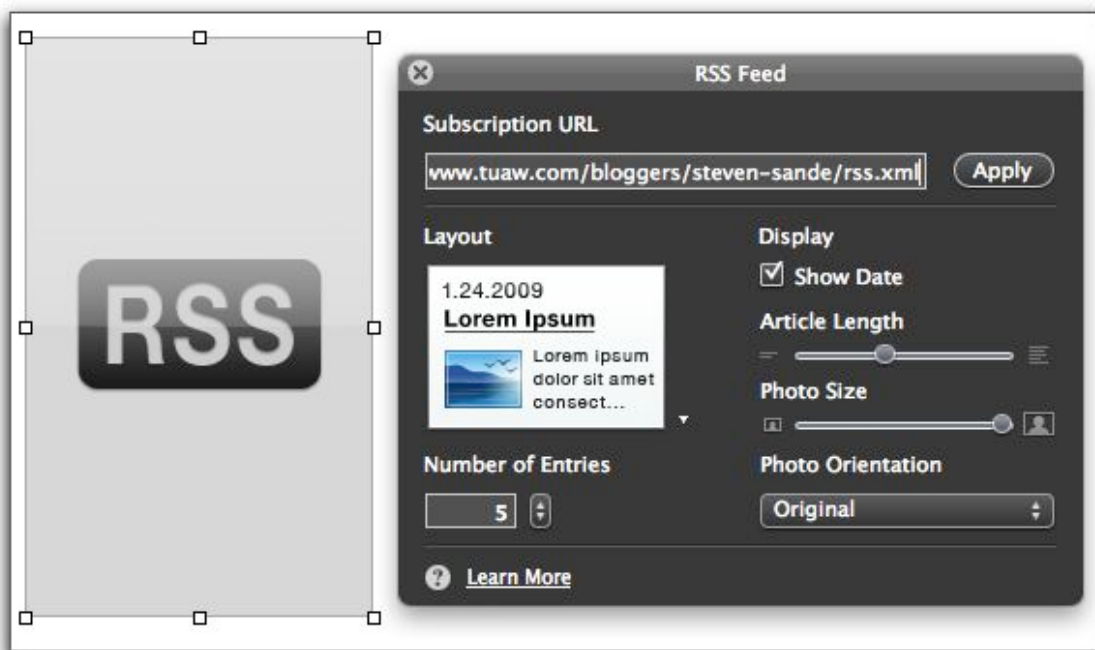 RSS
RSS Feed
Subscription URL
www.tuaw.com/bloggers/steven-sande/rss.xml
Apply
Layout
1.24.2009
Lorem Ipsum
Lorem ipsum
dolor sit amet
consect...
Number of Entries
5
Display
Show Date
Article Length
Photo Size
Photo Orientation
Original
Learn More